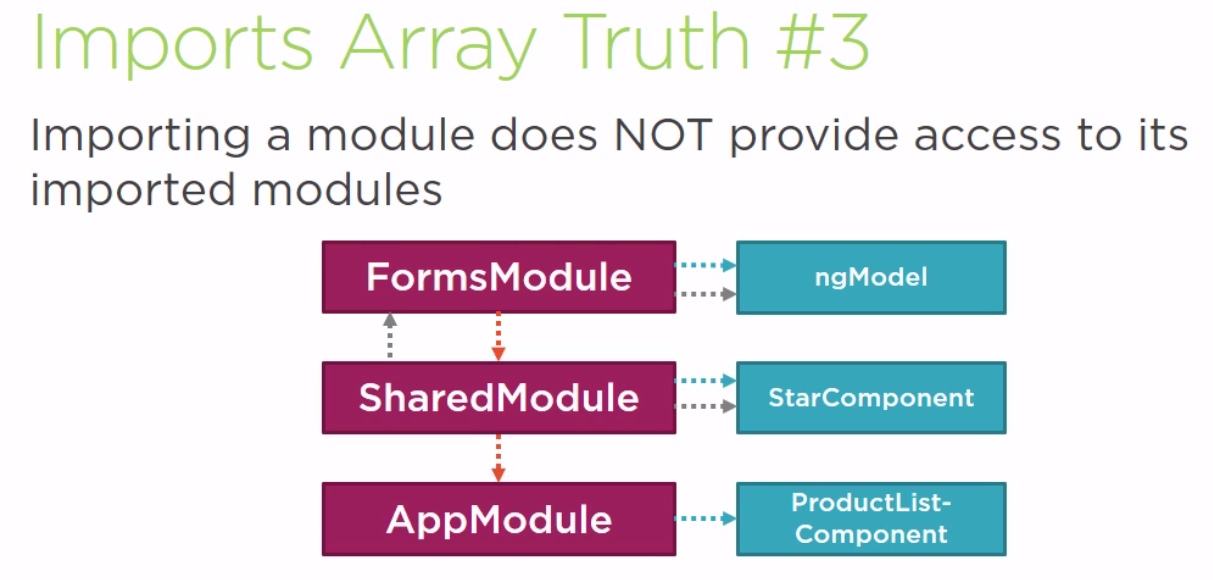 Imports Array Truth #3
Importing a module does NOT provide access to its
imported modules
FormsModule
ngModel
SharedModule
StarComponent
AppModule
ProductList-
Component